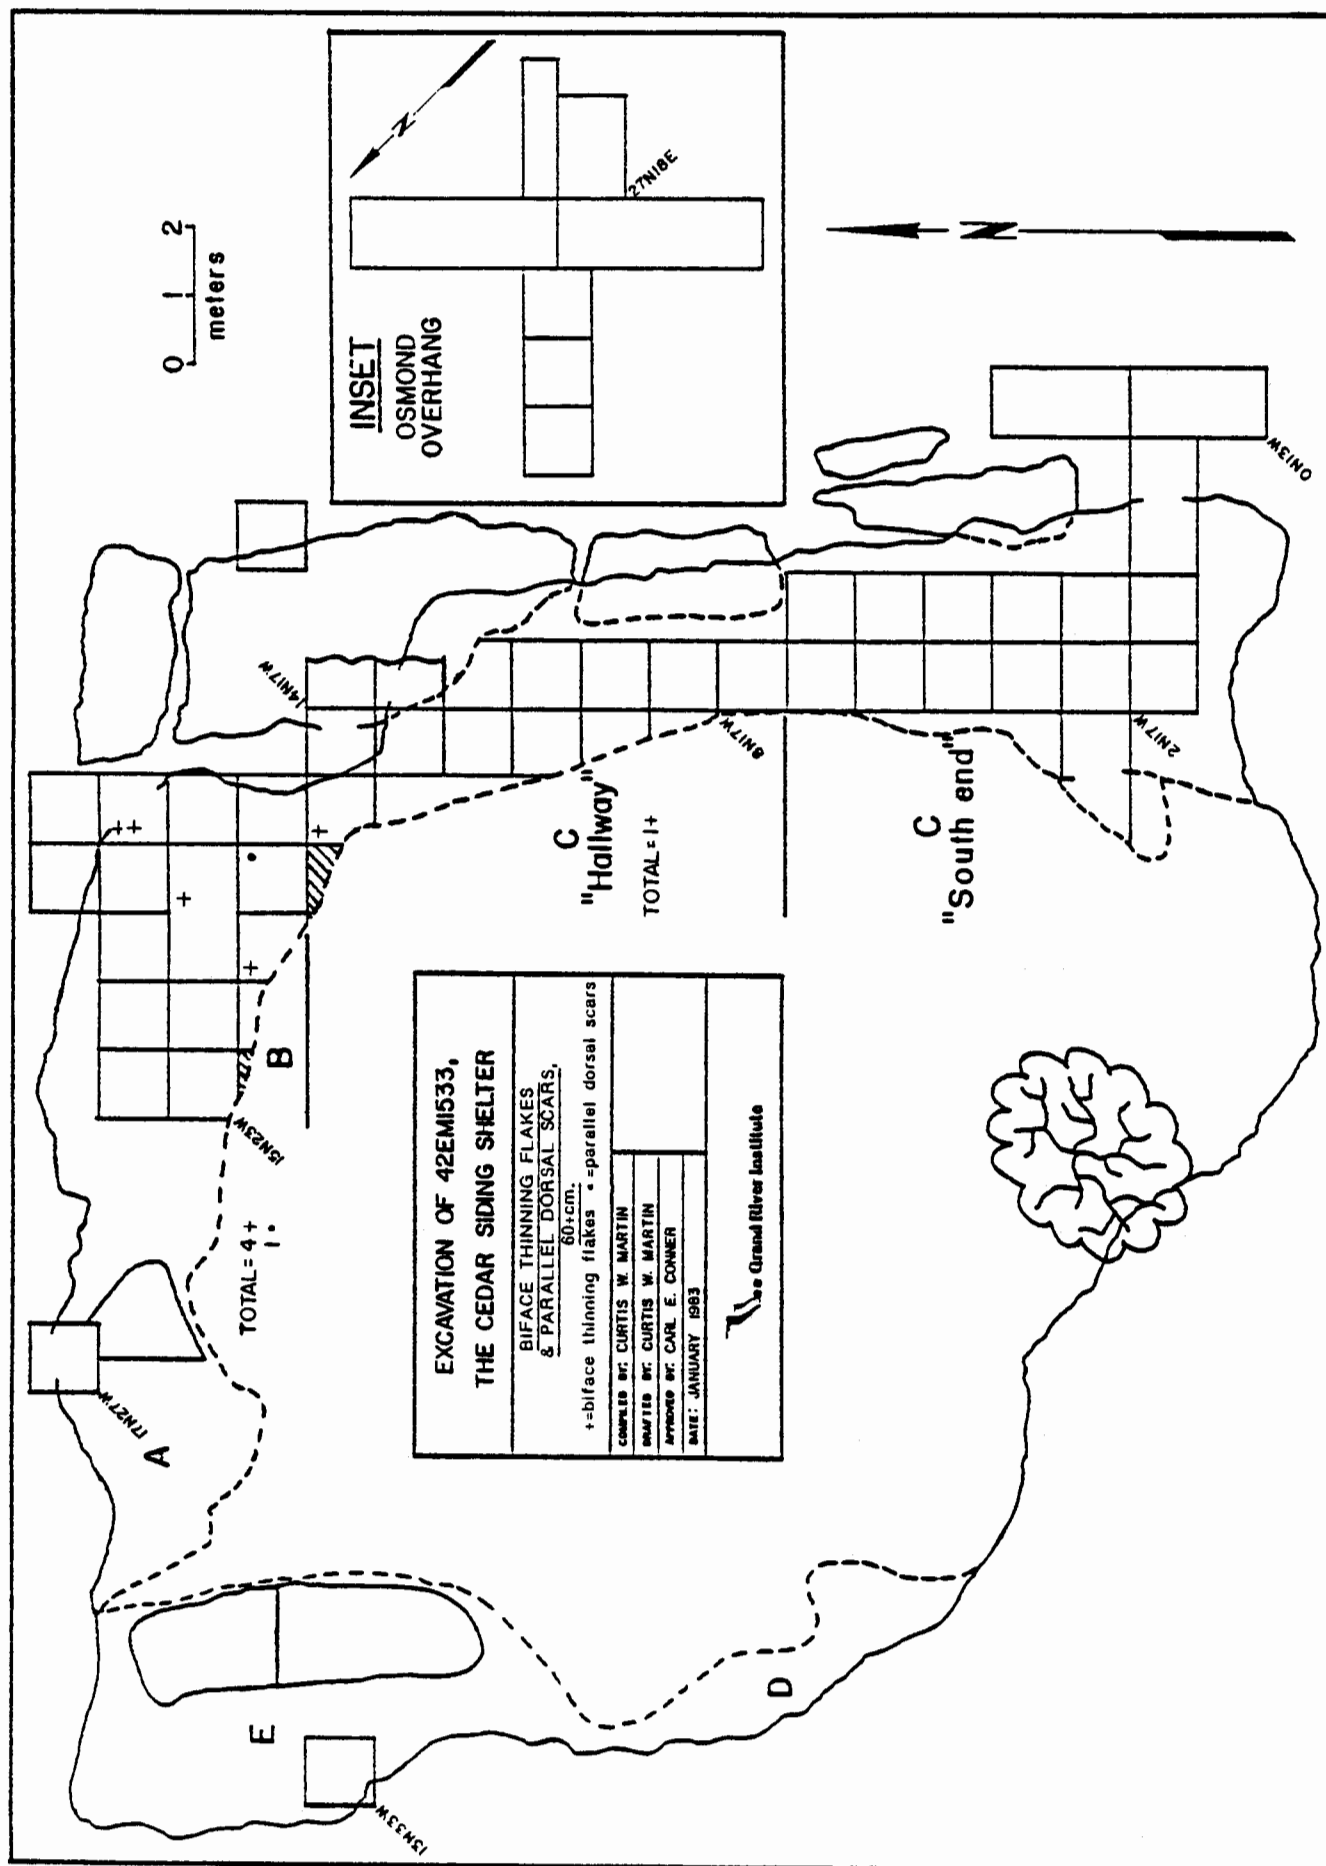 EXCAVATION OF 42EM1533,
THE CEDAR SIDING SHELTER
BIFACE THINNING FLAKES
& PARALLEL DORSAL SCARS,
60+cm.
+=biface thinning flakes •=parallel dorsal scars
COMPILED BY: CURTIS W. MARTIN
DRAFTED BY: CURTIS W. MARTIN
APPROVED BY: CARL E. CONNER
DATE: JANUARY 1983
Grand River Institute
INSET
OSMOND
OVERHANG
N
27N18E
0 1 2
meters
N
A
17N27W
TOTAL = 4+
1•
B
15N23W
14N17W
C
"Hallway"
TOTAL = 1+
8N17W
C
"South end"
2N17W
0N13W
D
E
13N33W